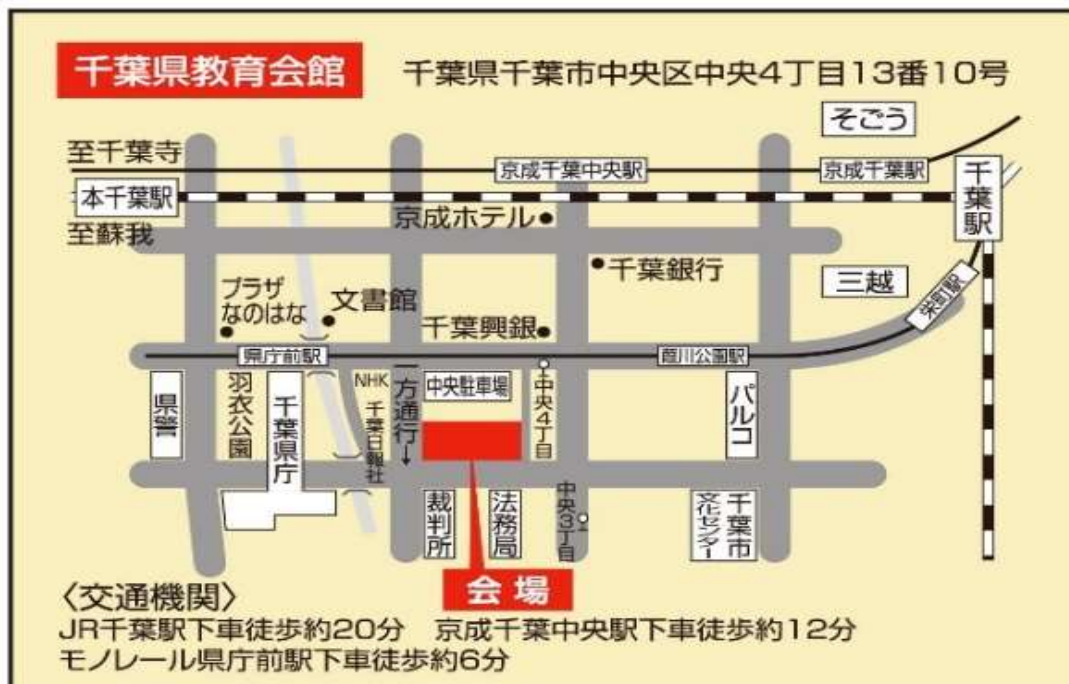 千葉県教育会館 千葉県千葉市中央区中央4丁目13番10号
そごう
至千葉寺
京成千葉中央駅
京成千葉駅
千葉駅
本千葉駅
京成ホテル
至蘇我
千葉銀行
三越
栄町駅
プラザ
なのはな
文書館
千葉興銀
県庁前駅
葭川公園駅
県警
羽衣公園
千葉県庁
NHK
千葉日報社
一方通行→
中央駐車場
中央4丁目
パルコ
裁判所
法務局
中央3丁目
千葉市
文化センター
会場
〈交通機関〉
JR千葉駅下車徒歩約20分 京成千葉中央駅下車徒歩約12分
モノレール県庁前駅下車徒歩約6分